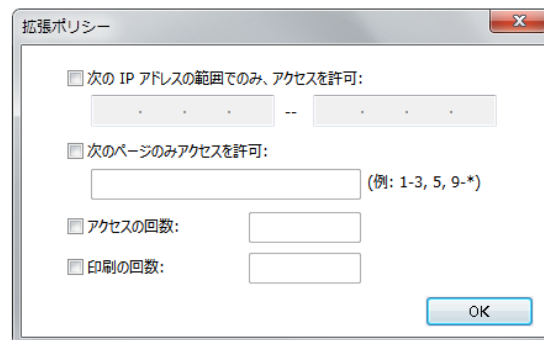 拡張ポリシー
次の IP アドレスの範囲でのみ、アクセスを許可:
. . . -- . . .
次のページのみアクセスを許可:
(例: 1-3, 5, 9-*)
アクセスの回数:
印刷の回数:
OK